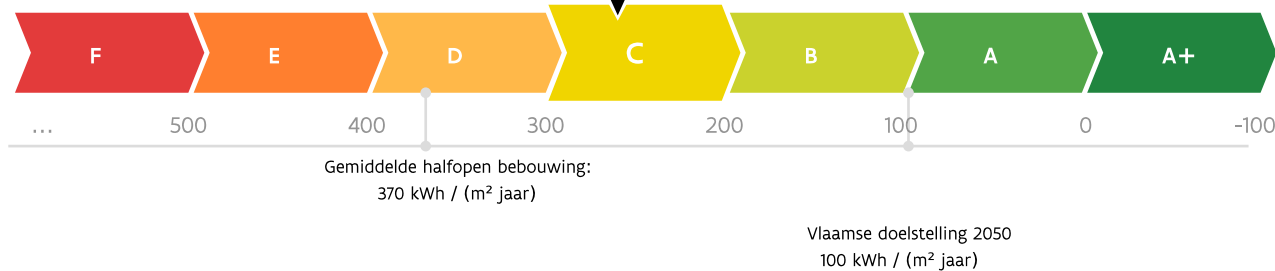 F E D C B A A+
... 500 400 300 200 100 0 -100
Gemiddelde halfopen bebouwing:
370 kWh / (m² jaar)
Vlaamse doelstelling 2050
100 kWh / (m² jaar)